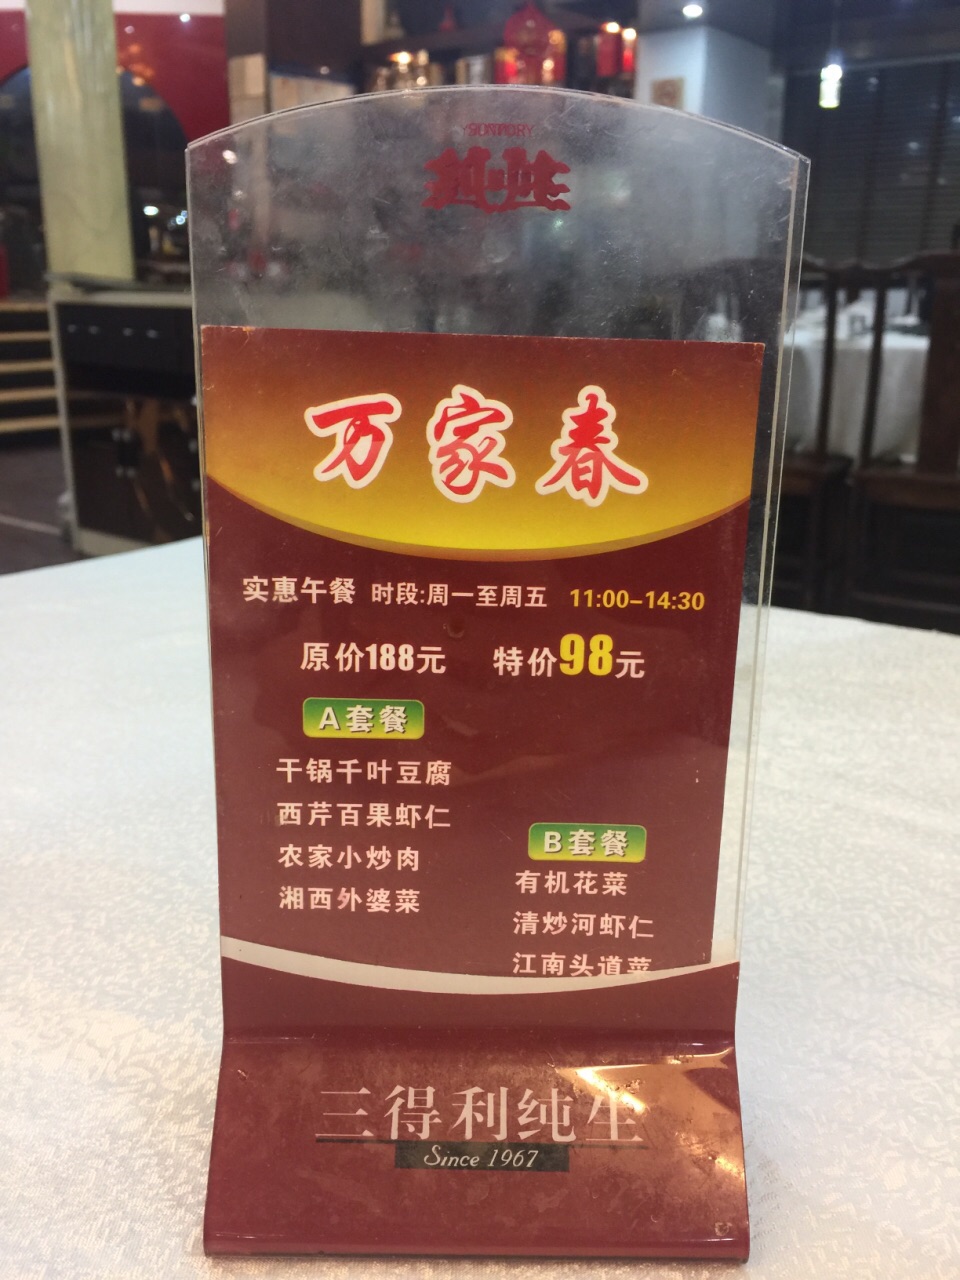 SUNTORY
万家春
实惠午餐 时段:周一至周五 11:00-14:30
原价188元 特价98元
A套餐
干锅千叶豆腐
西芹百果虾仁
农家小炒肉
湘西外婆菜
B套餐
有机花菜
清炒河虾仁
江南头道菜
三得利纯生
Since 1967